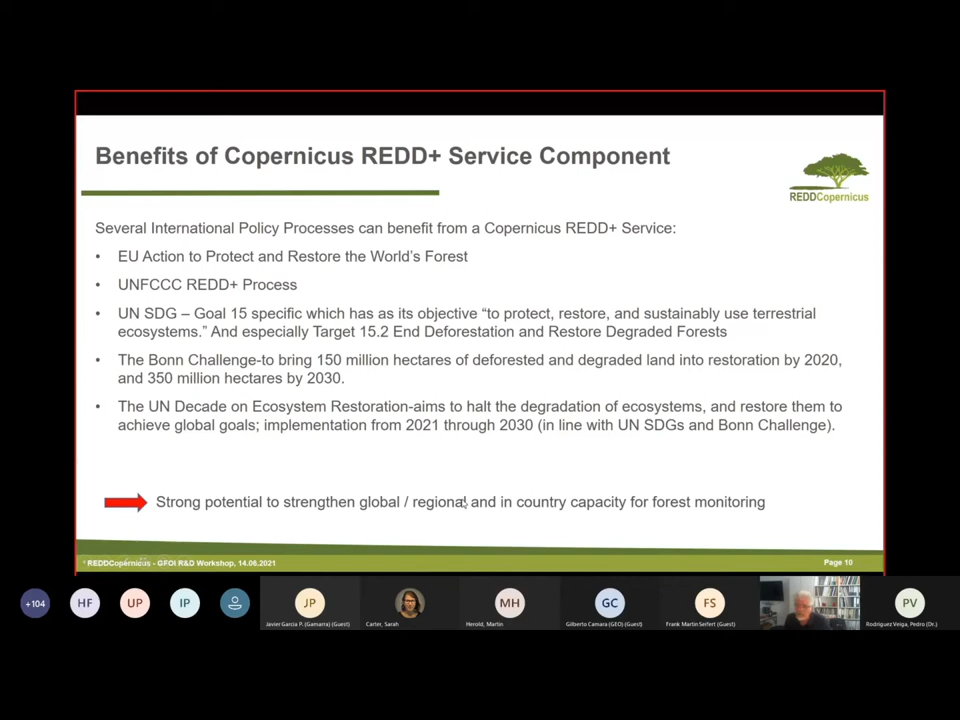 Benefits of Copernicus REDD+ Service Component
REDDCopernicus
Several International Policy Processes can benefit from a Copernicus REDD+ Service:
• EU Action to Protect and Restore the World's Forest
• UNFCCC REDD+ Process
• UN SDG – Goal 15 specific which has as its objective “to protect, restore, and sustainably use terrestrial
ecosystems.” And especially Target 15.2 End Deforestation and Restore Degraded Forests
• The Bonn Challenge-to bring 150 million hectares of deforested and degraded land into restoration by 2020,
and 350 million hectares by 2030.
• The UN Decade on Ecosystem Restoration-aims to halt the degradation of ecosystems, and restore them to
achieve global goals; implementation from 2021 through 2030 (in line with UN SDGs and Bonn Challenge).
Strong potential to strengthen global / regional and in country capacity for forest monitoring
REDDCopernicus - GFOI R&D Workshop, 14.06.2021
Page 10
+104
HF
UP
IP
JP
MH
GC
FS
PV
Javier Garcia P. (Gamarra) (Guest)
Carter, Sarah
Herold, Martin
Gilberto Camara (GEO) (Guest)
Frank Martin Seifert (Guest)
Rodriguez Veiga, Pedro (Dr.)